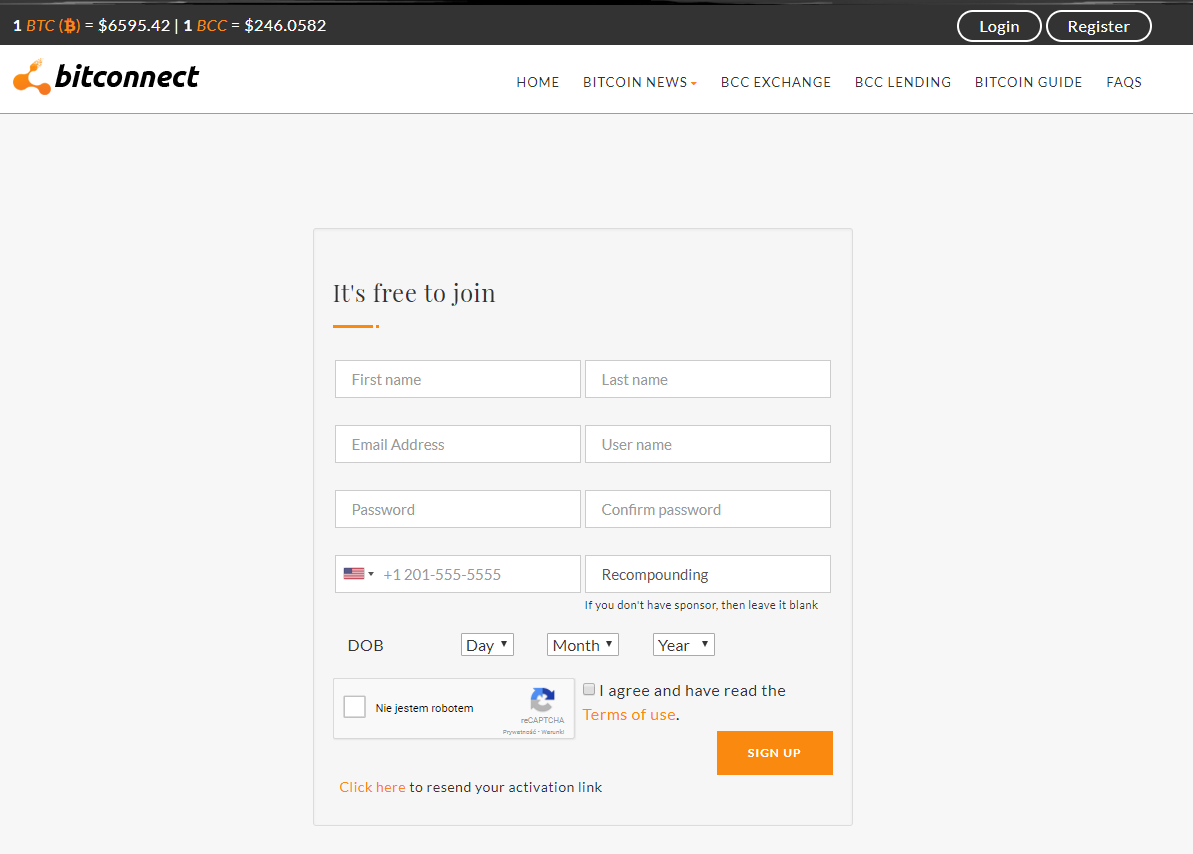 1 BTC (₿) = $6595.42 | 1 BCC = $246.0582
Login Register
bitconnect
HOME BITCOIN NEWS BCC EXCHANGE BCC LENDING BITCOIN GUIDE FAQS
It's free to join
First name Last name
Email Address User name
Password Confirm password
+1 201-555-5555 Recompounding
If you don't have sponsor, then leave it blank
DOB Day Month Year
I agree and have read the
Terms of use.
Nie jestem robotem
reCAPTCHA
Prywatność - Warunki
SIGN UP
Click here to resend your activation link